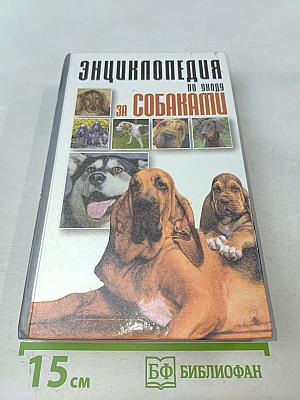 ЭНЦИКЛОПЕДИЯ
ПО УХОДУ
ЗА СОБАКАМИ
15 см
БФ БИБЛИОФАН